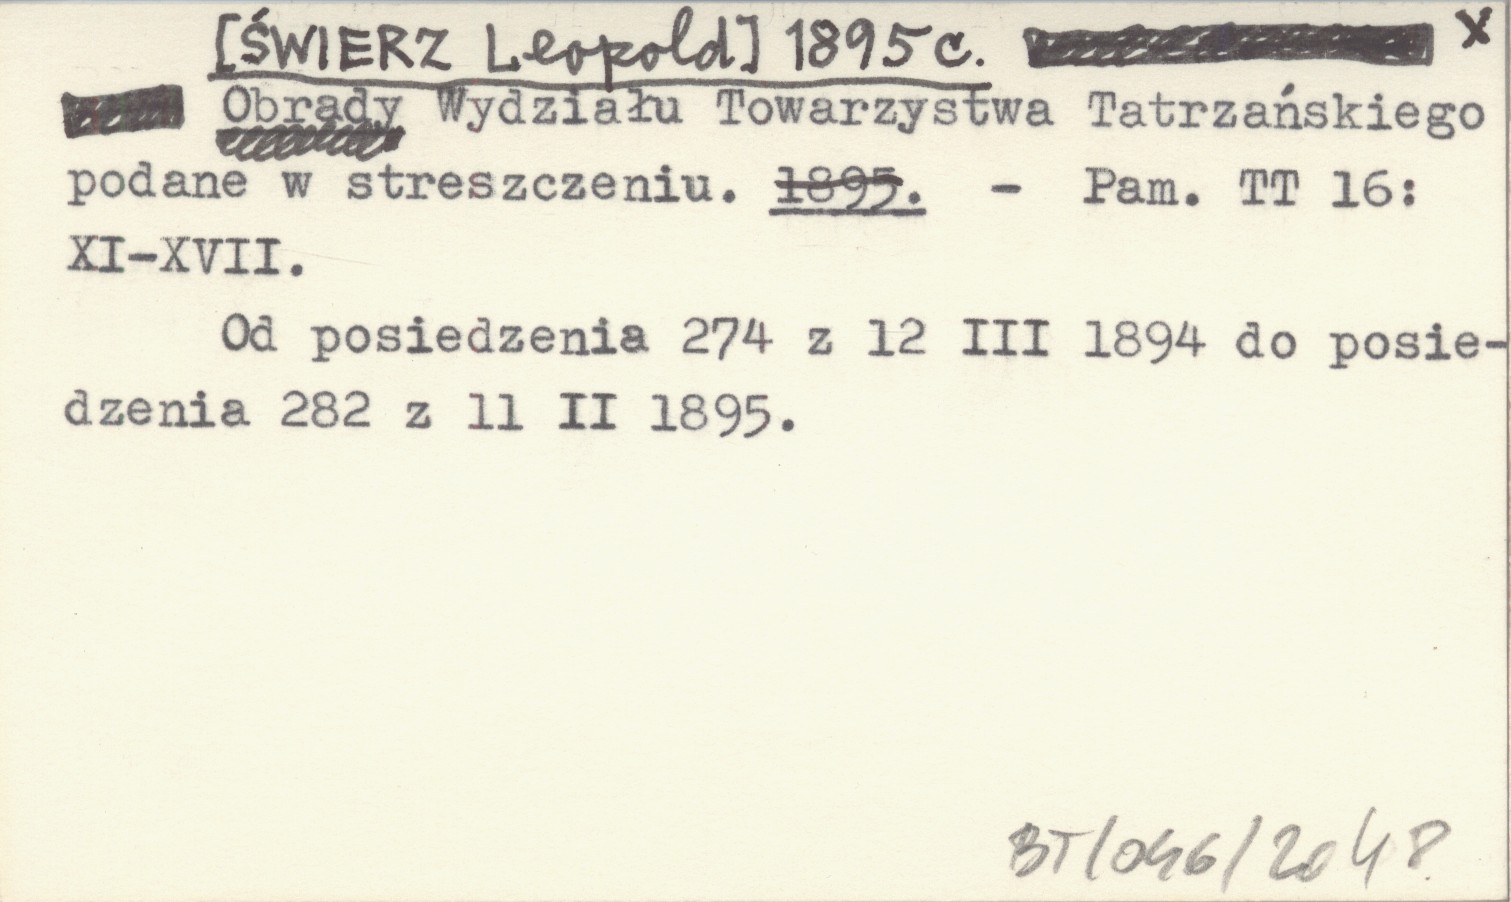 [ŚWIERZ Leopold] 1895 c. x
Obrady Wydziału Towarzystwa Tatrzańskiego
podane w streszczeniu. 1895. - Pam. TT 16:
XI-XVII.
Od posiedzenia 274 z 12 III 1894 do posie-
dzenia 282 z 11 II 1895.
BT/046/2048